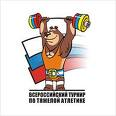 ВСЕРОССИЙСКИЙ ТУРНИР
ПО ТЯЖЕЛОЙ АТЛЕТИКЕ